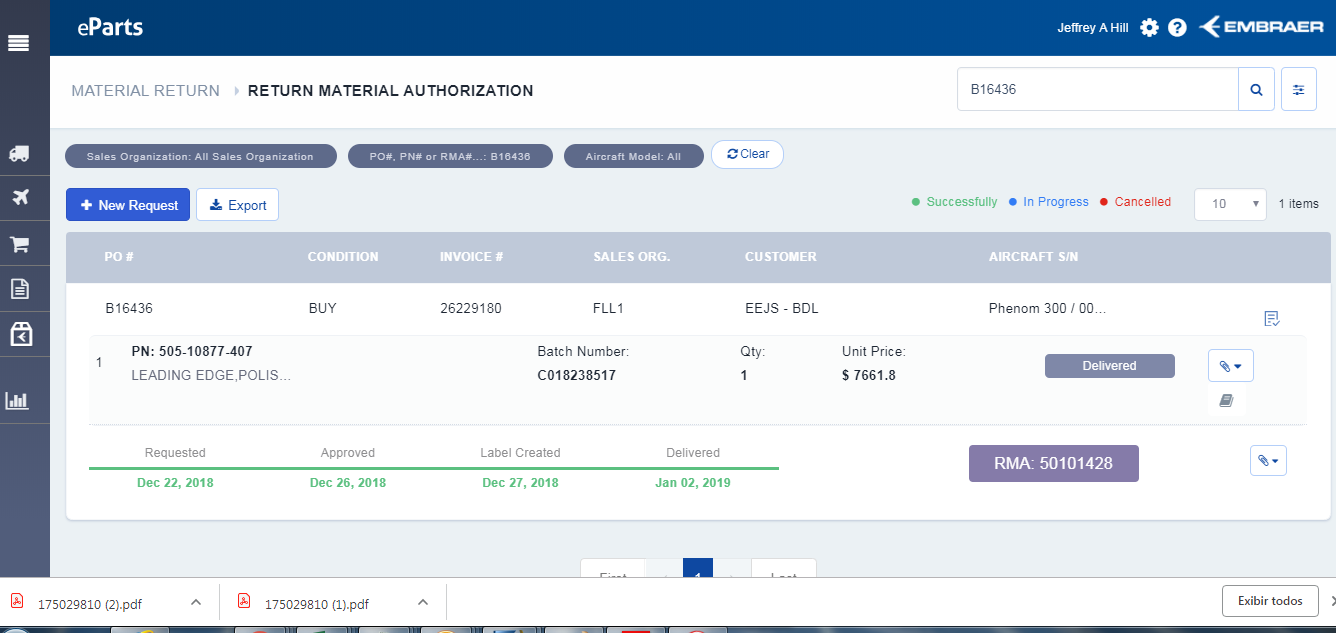 eParts
Jeffrey A Hill
EMBRAER
MATERIAL RETURN RETURN MATERIAL AUTHORIZATION
B16436
Sales Organization: All Sales Organization
PO#, PN# or RMA#...: B16436
Aircraft Model: All
Clear
New Request
Export
Successfully
In Progress
Cancelled
10
1 items
PO # CONDITION INVOICE # SALES ORG. CUSTOMER AIRCRAFT S/N
B16436 BUY 26229180 FLL1 EEJS - BDL Phenom 300 / 00...
1
PN: 505-10877-407 Batch Number: Qty: Unit Price:
LEADING EDGE,POLIS... C018238517 1 $ 7661.8
Delivered
Requested Approved Label Created Delivered
Dec 22, 2018 Dec 26, 2018 Dec 27, 2018 Jan 02, 2019
RMA: 50101428
First 1 Last
175029810 (2).pdf
175029810 (1).pdf
Exibir todos